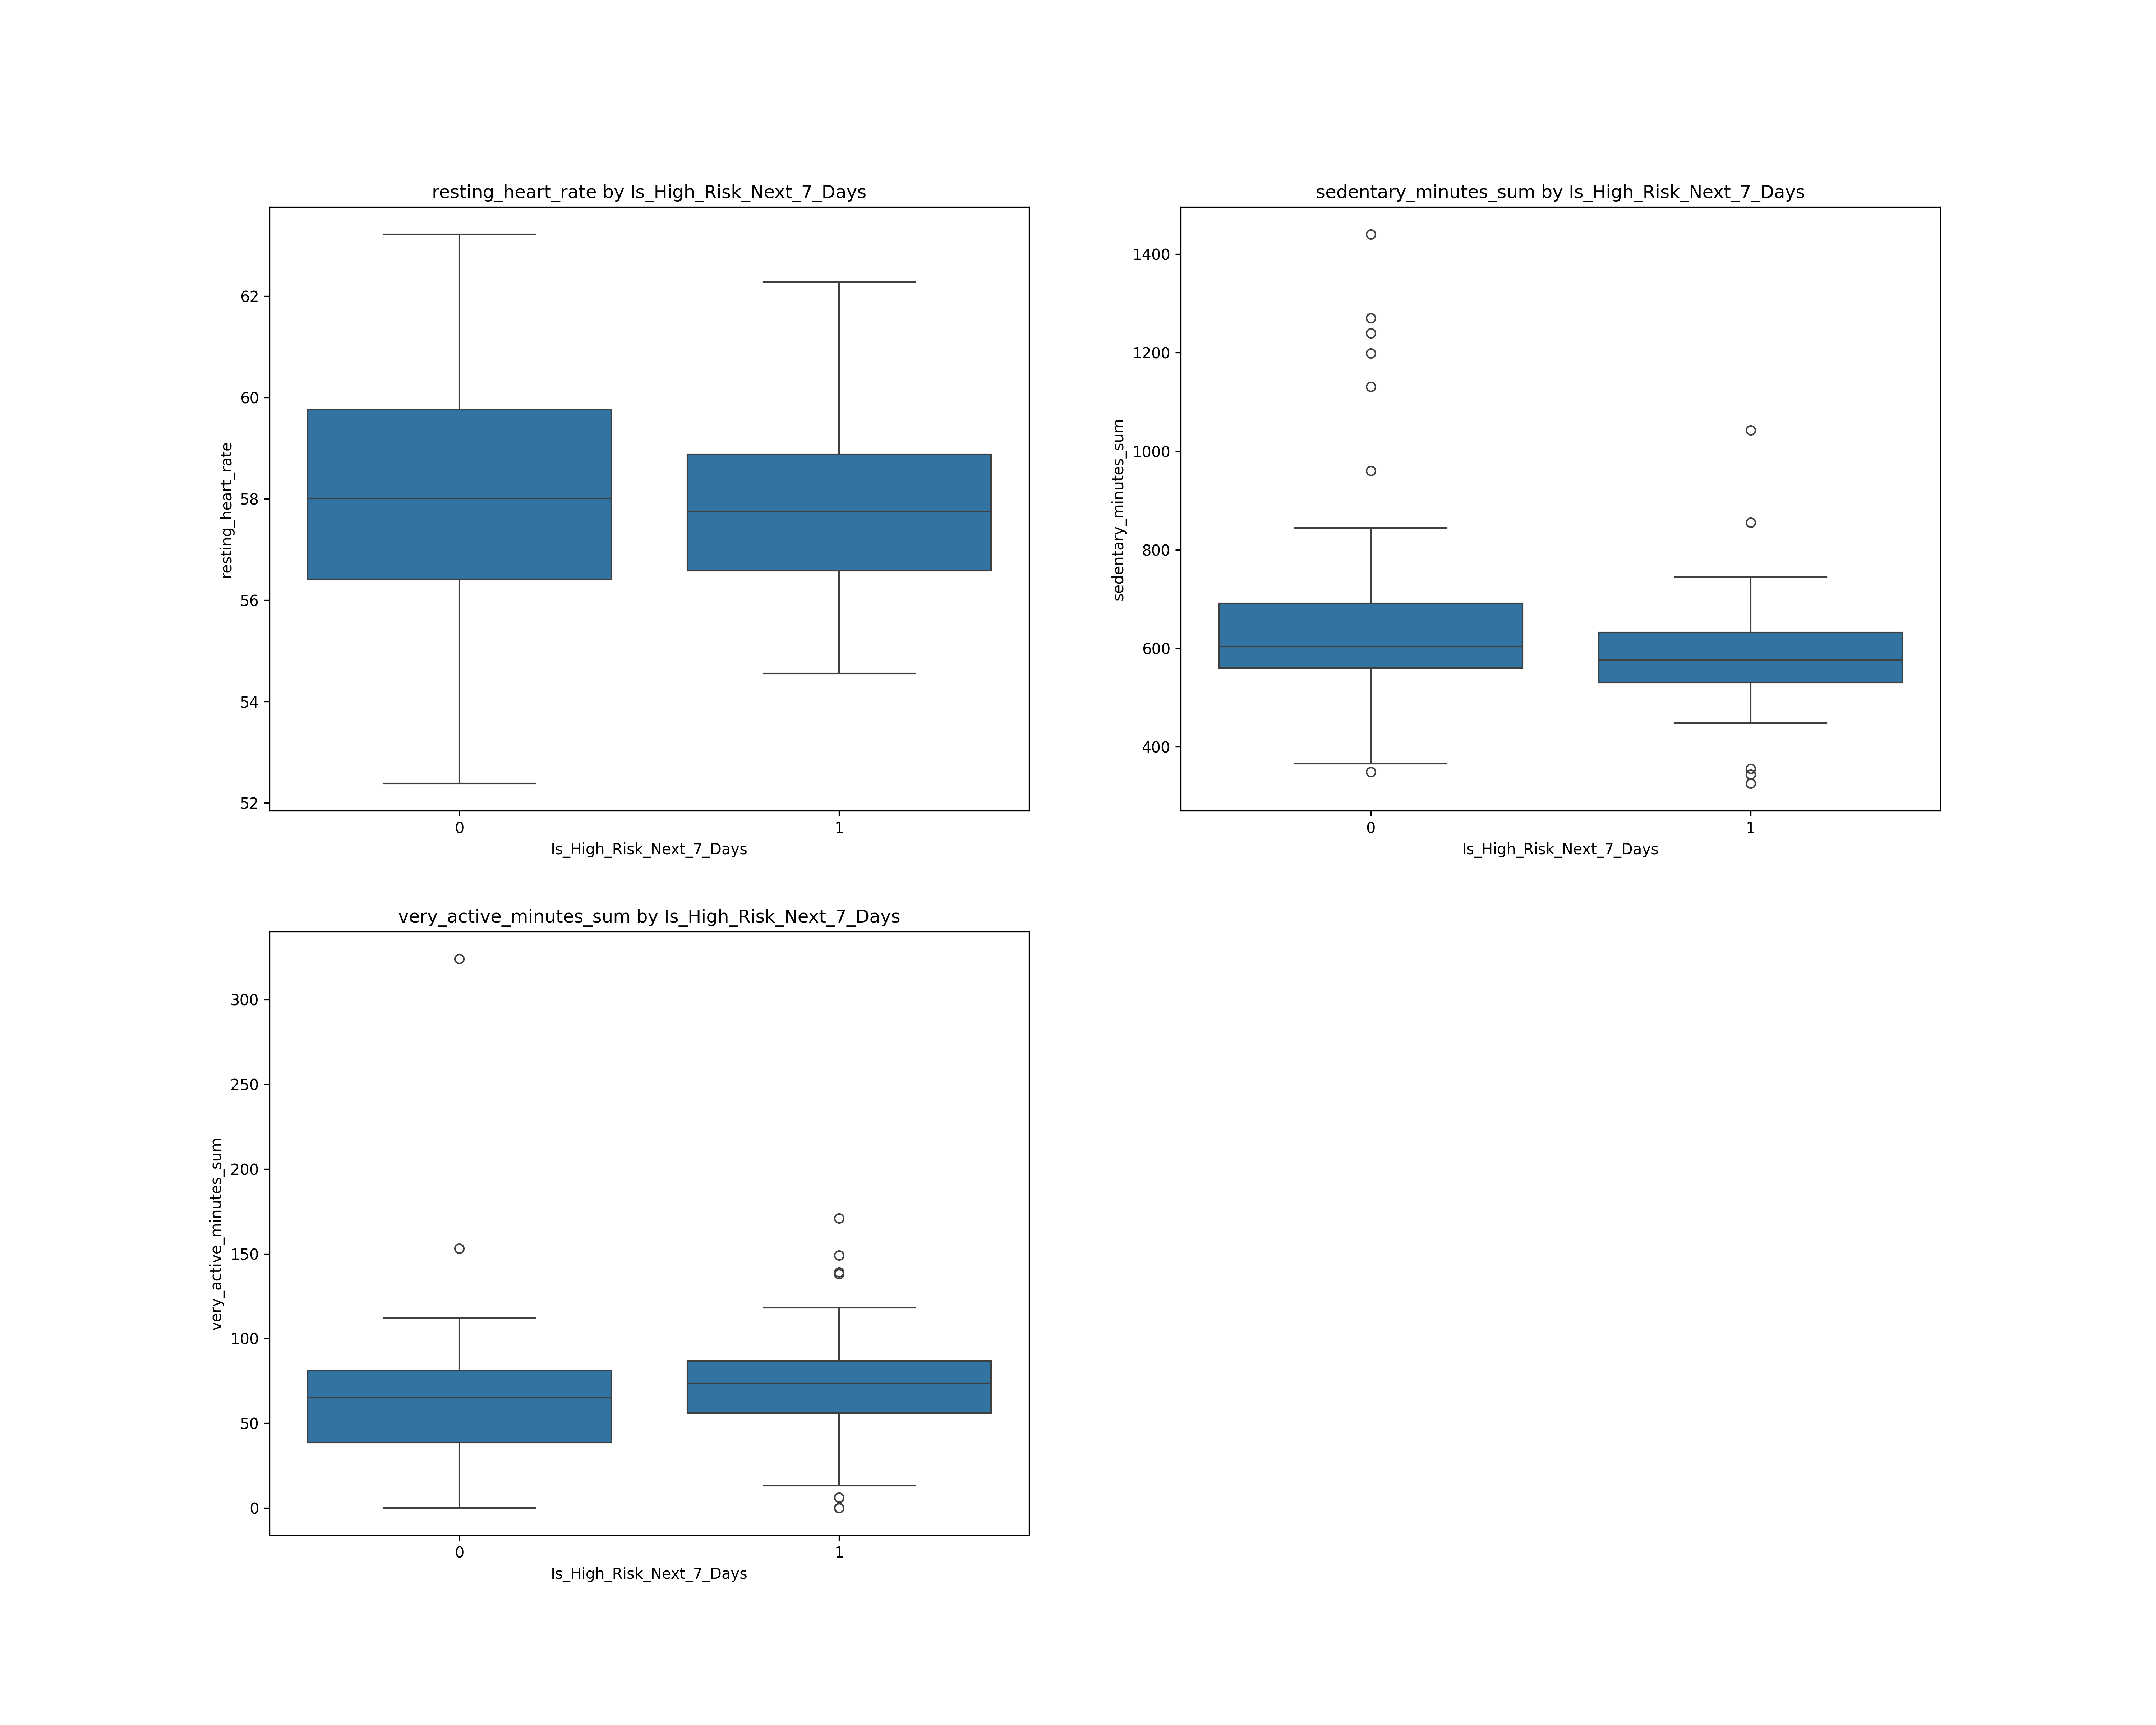 resting_heart_rate by Is_High_Risk_Next_7_Days
resting_heart_rate
62
60
58
56
54
52
0
1
Is_High_Risk_Next_7_Days
sedentary_minutes_sum by Is_High_Risk_Next_7_Days
sedentary_minutes_sum
1400
1200
1000
800
600
400
0
1
Is_High_Risk_Next_7_Days
very_active_minutes_sum by Is_High_Risk_Next_7_Days
very_active_minutes_sum
300
250
200
150
100
50
0
0
1
Is_High_Risk_Next_7_Days